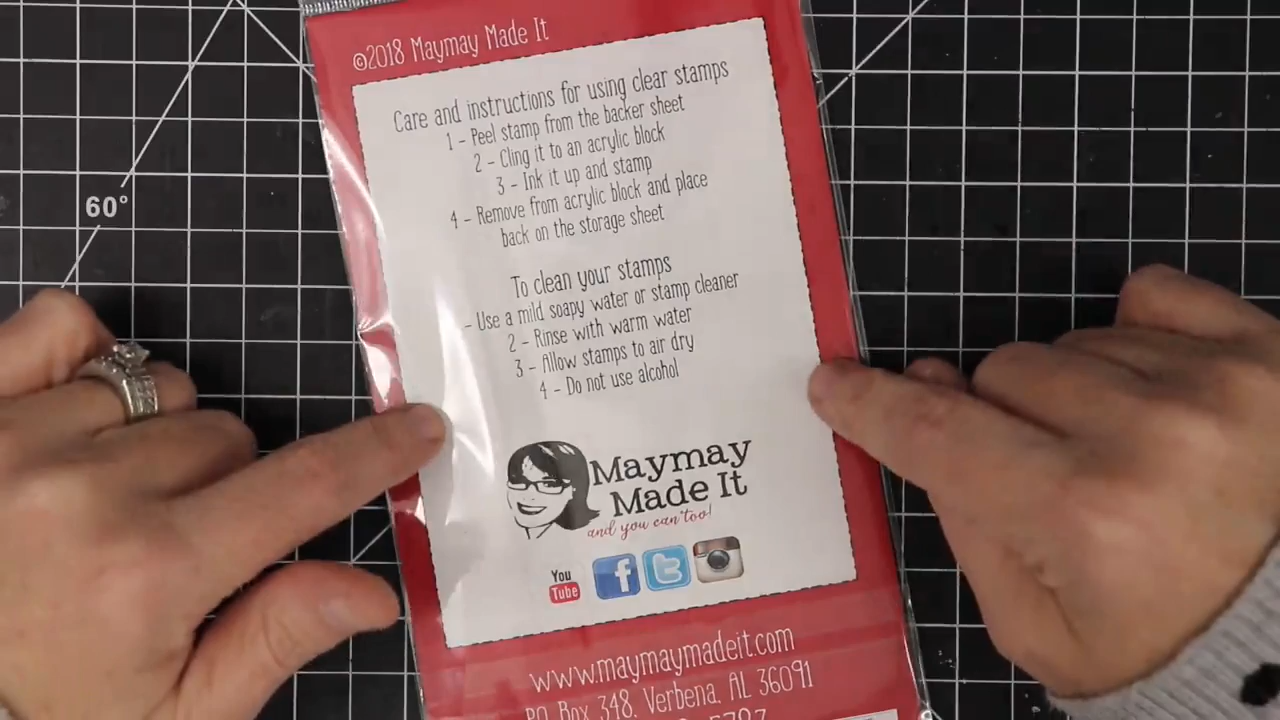 ©2018 Maymay Made It
Care and instructions for using clear stamps
1 - Peel stamp from the backer sheet
2 - Cling it to an acrylic block
3 - Ink it up and stamp
4 - Remove from acrylic block and place
back on the storage sheet
To clean your stamps
- Use a mild soapy water or stamp cleaner
2 - Rinse with warm water
3 - Allow stamps to air dry
4 - Do not use alcohol
Maymay
Made It
and you can too!
You
Tube
f
t
www.maymaymadeit.com
PO Box 348, Verbena, AL 36091
60°